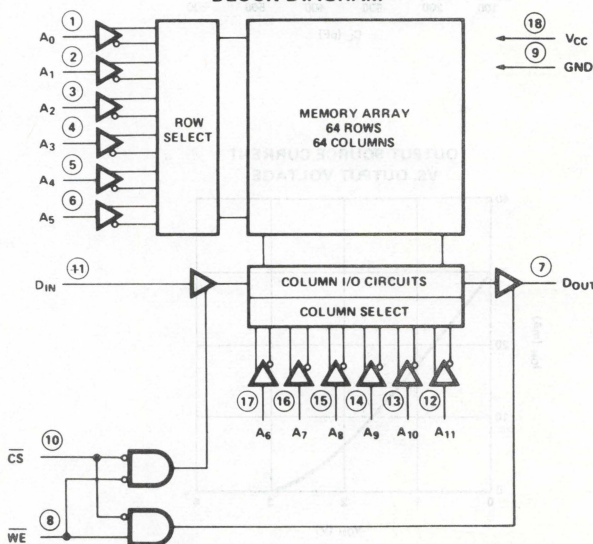 BLOCK DIAGRAM
18
VCC
9
GND
1
A0
2
A1
3
A2
4
A3
5
A4
6
A5
ROW
SELECT
MEMORY ARRAY
64 ROWS
64 COLUMNS
OUTPUT SOURCE CURRENT
VS. OUTPUT VOLTAGE
DIN
11
COLUMN I/O CIRCUITS
COLUMN SELECT
7
DOUT
17
16
15
14
13
12
A6
A7
A8
A9
A10
A11
10
CS
8
WE